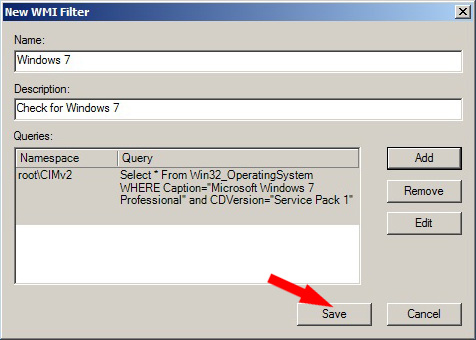 New WMI Filter
Name:
Windows 7
Description:
Check for Windows 7
Queries:
Namespace Query
root\CIMv2 Select * From Win32_OperatingSystem
WHERE Caption="Microsoft Windows 7
Professional" and CDVersion="Service Pack 1"
Add
Remove
Edit
Save Cancel